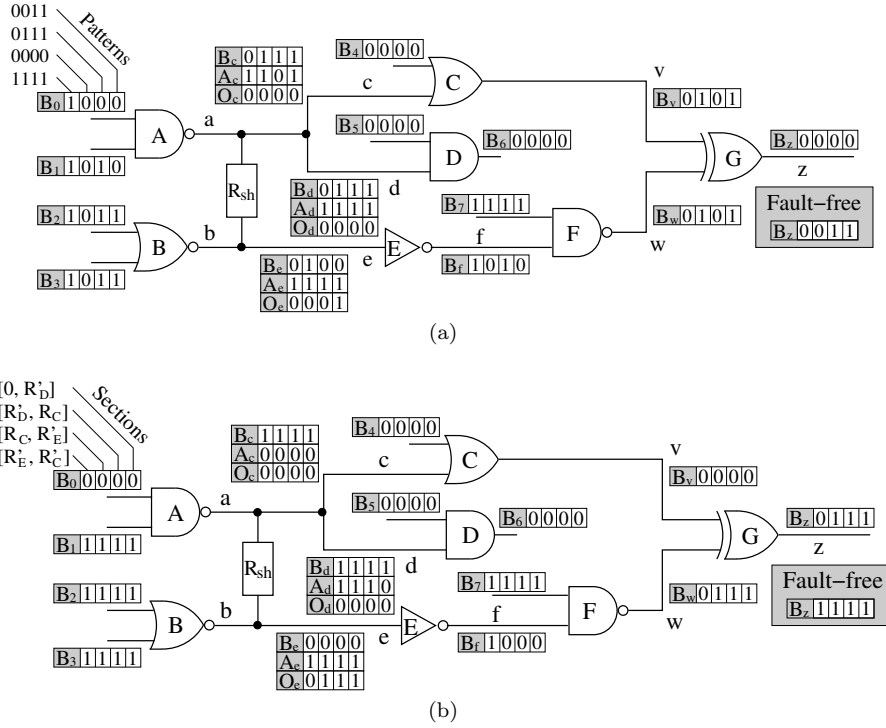 0011
0111
0000
1111
Patterns
B0 1 0 0 0
B1 1 0 1 0
A
a
Bc 0 1 1 1
Ac 1 1 0 1
Oc 0 0 0 0
c
B4 0 0 0 0
C
v
Bv 0 1 0 1
B5 0 0 0 0
D
B6 0 0 0 0
G
Bz 0 0 0 0
z
Rsh
Bd 0 1 1 1
Ad 1 1 1 1
Od 0 0 0 0
d
B2 1 0 1 1
B3 1 0 1 1
B
b
B7 1 1 1 1
F
Bw 0 1 0 1
w
Fault-free
Bz 0 0 1 1
E
e
f
Be 0 1 0 0
Ae 1 1 1 1
Oe 0 0 0 1
Bf 1 0 1 0
(a)
[0, R'D]
[R'D, RC]
[RC, R'E]
[R'E, R'C]
Sections
B0 0 0 0 0
B1 1 1 1 1
A
a
Bc 1 1 1 1
Ac 0 0 0 0
Oc 0 0 0 0
c
B4 0 0 0 0
C
v
Bv 0 0 0 0
B5 0 0 0 0
D
B6 0 0 0 0
G
Bz 0 1 1 1
z
Rsh
Bd 1 1 1 1
Ad 1 1 1 0
Od 0 0 0 0
d
B2 1 1 1 1
B3 1 1 1 1
B
b
B7 1 1 1 1
F
Bw 0 1 1 1
w
Fault-free
Bz 1 1 1 1
E
e
f
Be 0 0 0 0
Ae 1 1 1 1
Oe 0 1 1 1
Bf 1 0 0 0
(b)